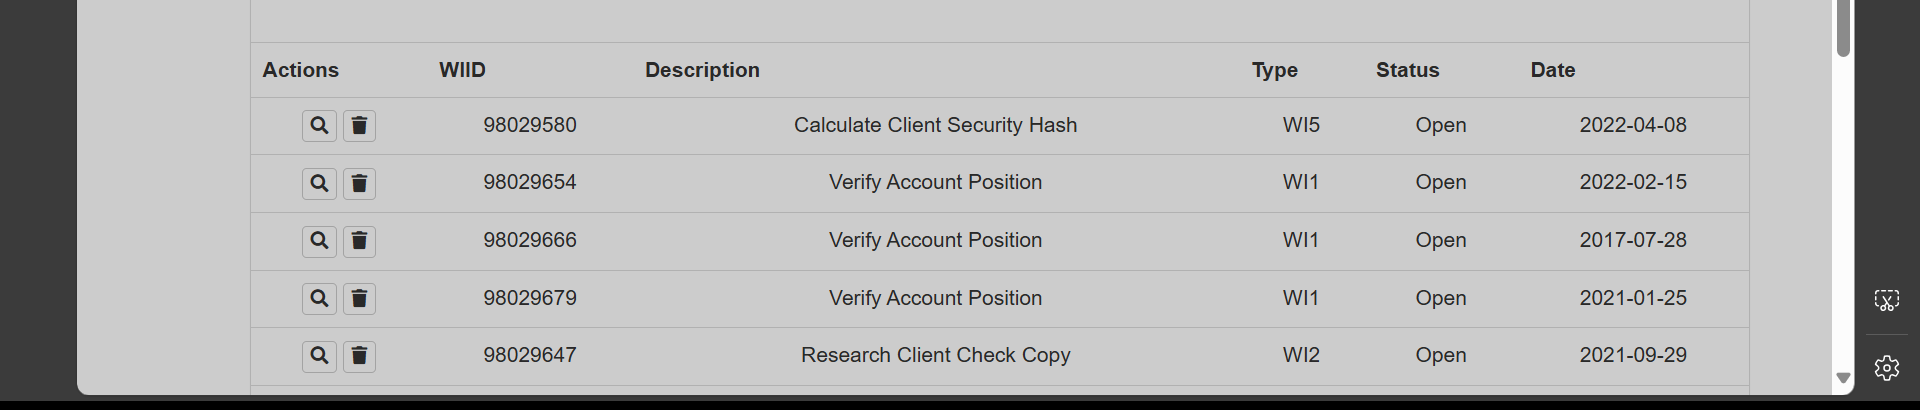 Actions WIID Description Type Status Date
98029580 Calculate Client Security Hash WI5 Open 2022-04-08
98029654 Verify Account Position WI1 Open 2022-02-15
98029666 Verify Account Position WI1 Open 2017-07-28
98029679 Verify Account Position WI1 Open 2021-01-25
98029647 Research Client Check Copy WI2 Open 2021-09-29